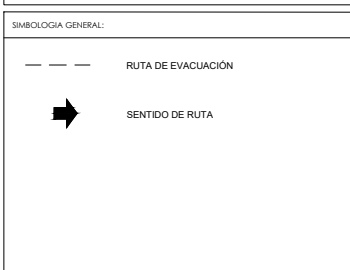 SIMBOLOGIA GENERAL:
RUTA DE EVACUACIÓN
SENTIDO DE RUTA